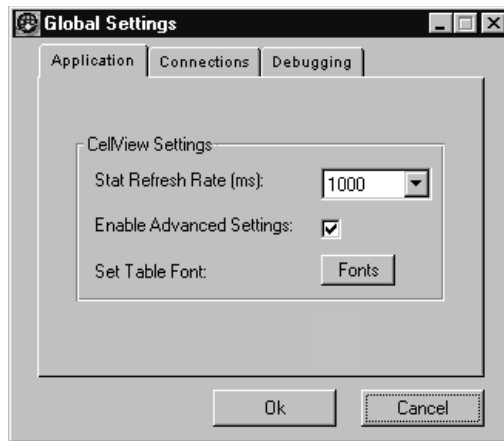 Global Settings
Application Connections Debugging
CellView Settings
Stat Refresh Rate (ms): 1000
Enable Advanced Settings:
Set Table Font: Fonts
Ok Cancel